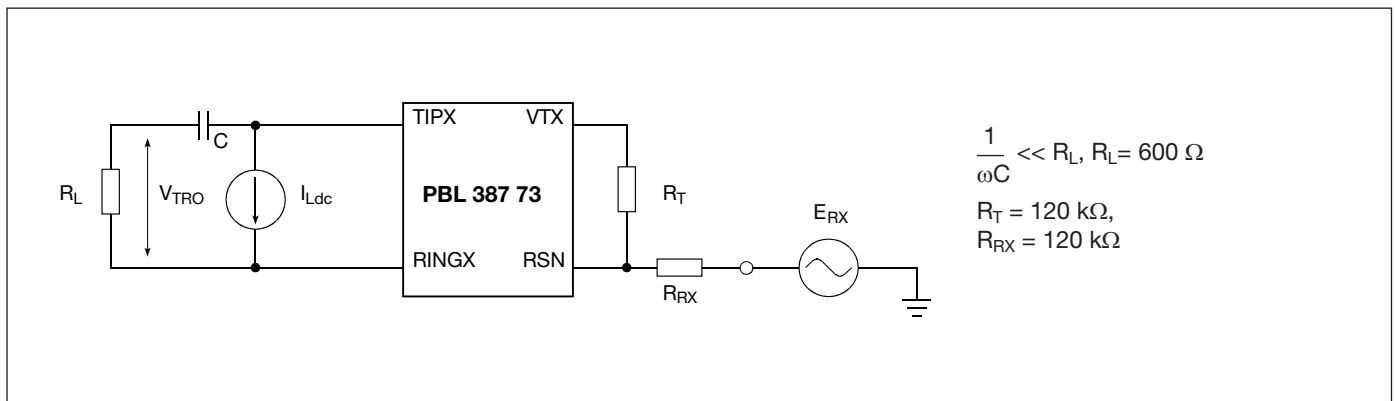 TIPX VTX
C
R_L V_TRO I_Ldc PBL 387 73 R_T
E_RX
RINGX RSN
R_RX
1
ωC << R_L, R_L= 600 Ω
R_T = 120 kΩ,
R_RX = 120 kΩ